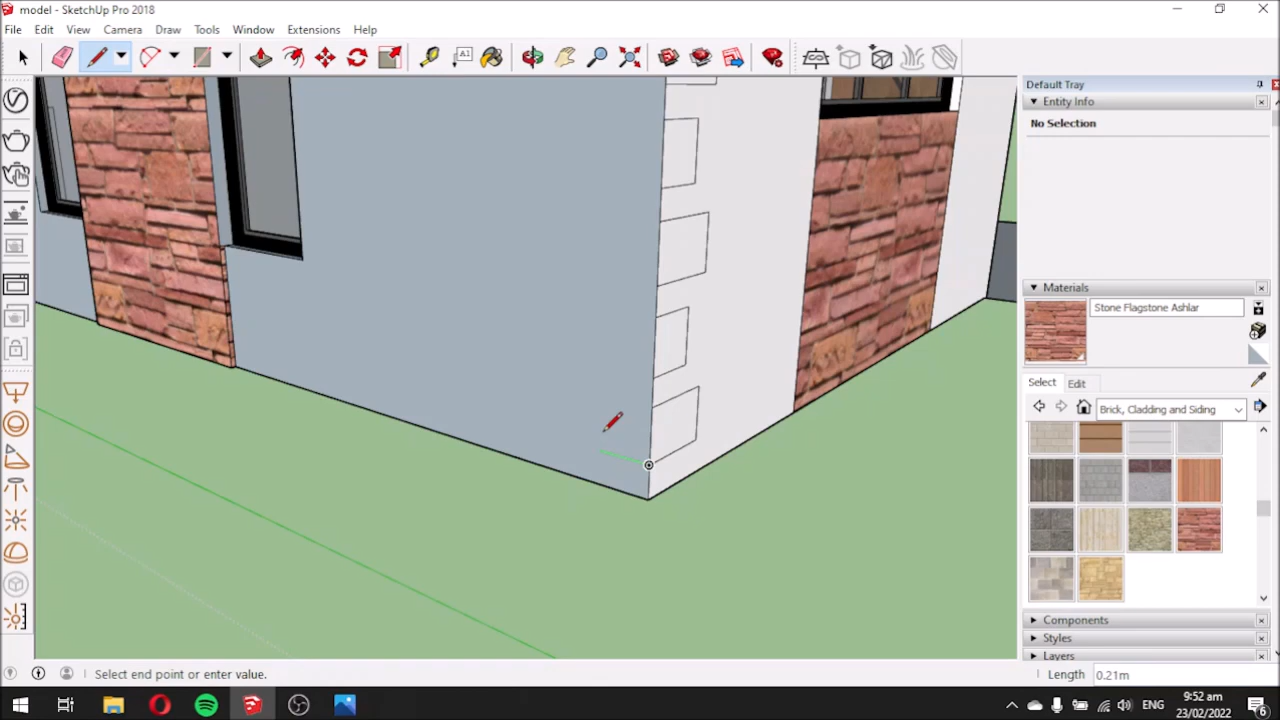 model - SketchUp Pro 2018
File Edit View Camera Draw Tools Window Extensions Help
A1
Default Tray
Entity Info
No Selection
Materials
Stone Flagstone Ashlar
Select Edit
Brick, Cladding and Siding
Components
Styles
Layers
Select end point or enter value.
Length 0.21m
9:52 am
ENG
23/02/2022
6